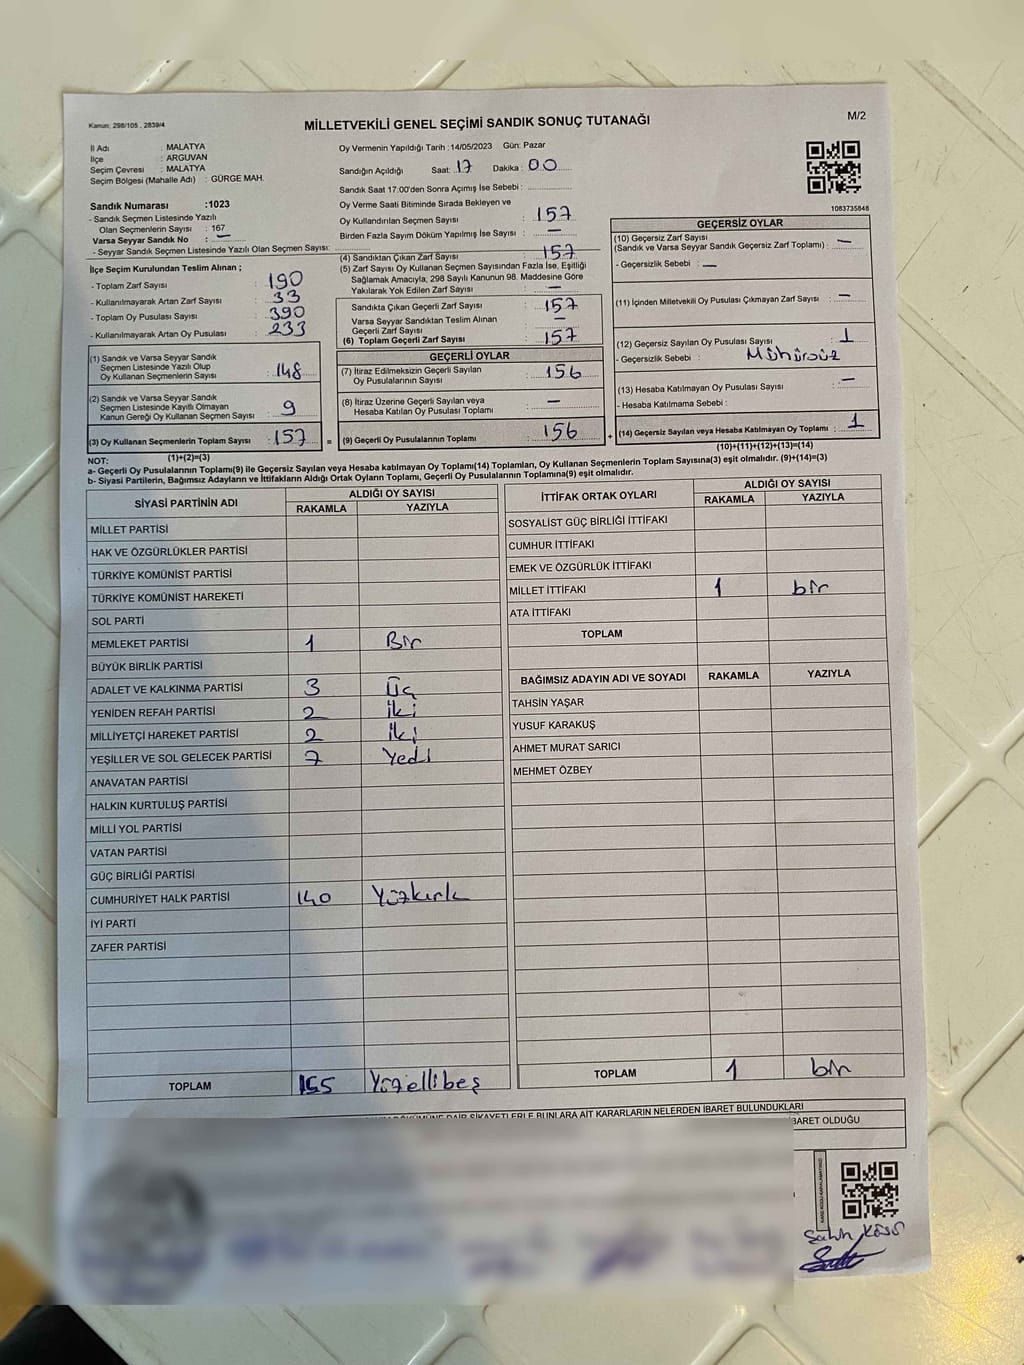 Kanun: 298/105 , 2839/4
MİLLETVEKİLİ GENEL SEÇİMİ SANDIK SONUÇ TUTANAĞI
M/2
İl Adı : MALATYA
İlçe : ARGUVAN
Seçim Çevresi : MALATYA
Seçim Bölgesi (Mahalle Adı) : GÜRGE MAH.
Sandık Numarası :1023
- Sandık Seçmen Listesinde Yazılı
Olan Seçmenlerin Sayısı : 167
Varsa Seyyar Sandık No : —
- Seyyar Sandık Seçmen Listesinde Yazılı Olan Seçmen Sayısı:
İlçe Seçim Kurulundan Teslim Alınan ;
- Toplam Zarf Sayısı : 190
- Kullanılmayarak Artan Zarf Sayısı : 33
- Toplam Oy Pusulası Sayısı : 390
- Kullanılmayarak Artan Oy Pusulası : 233
(1) Sandık ve Varsa Seyyar Sandık
Seçmen Listesinde Yazılı Olup
Oy Kullanan Seçmenlerin Sayısı : 148
(2) Sandık ve Varsa Seyyar Sandık
Seçmen Listesinde Kayıtlı Olmayan
Kanun Gereği Oy Kullanan Seçmen Sayısı : 9
(3) Oy Kullanan Seçmenlerin Toplam Sayısı : 157 =
(1)+(2)=(3)
Oy Vermenin Yapıldığı Tarih :14/05/2023 Gün: Pazar
Sandığın Açıldığı Saat: 17 Dakika : 00
Sandık Saat 17.00'den Sonra Açımış İse Sebebi :
Oy Verme Saati Bitiminde Sırada Bekleyen ve
Oy Kullandırılan Seçmen Sayısı : 157
Birden Fazla Sayım Döküm Yapılmış İse Sayısı : —
(4) Sandıktan Çıkan Zarf Sayısı : 157
(5) Zarf Sayısı Oy Kullanan Seçmen Sayısından Fazla İse, Eşitliği
Sağlamak Amacıyla, 298 Sayılı Kanunun 98. Maddesine Göre
Yakılarak Yok Edilen Zarf Sayısı : —
Sandıkta Çıkan Geçerli Zarf Sayısı : 157
Varsa Seyyar Sandıktan Teslim Alınan
Geçerli Zarf Sayısı : —
(6) Toplam Geçerli Zarf Sayısı : 157
GEÇERLİ OYLAR
(7) İtiraz Edilmeksizin Geçerli Sayılan
Oy Pusulalarının Sayısı : 156
(8) İtiraz Üzerine Geçerli Sayılan veya
Hesaba Katılan Oy Pusulası Toplamı : —
(9) Geçerli Oy Pusulalarının Toplamı : 156 +
1083735848
GEÇERSİZ OYLAR
(10) Geçersiz Zarf Sayısı
(Sandık ve Varsa Seyyar Sandık Geçersiz Zarf Toplamı) : —
- Geçersizlik Sebebi : —
(11) İçinden Milletvekili Oy Pusulası Çıkmayan Zarf Sayısı : —
(12) Geçersiz Sayılan Oy Pusulası Sayısı : 1
- Geçersizlik Sebebi : Mühürsüz
(13) Hesaba Katılmayan Oy Pusulası Sayısı : —
- Hesaba Katılmama Sebebi :
(14) Geçersiz Sayılan veya Hesaba Katılmayan Oy Toplamı : 1
(10)+(11)+(12)+(13)=(14)
NOT:
a- Geçerli Oy Pusulalarının Toplamı(9) ile Geçersiz Sayılan veya Hesaba katılmayan Oy Toplamı(14) Toplamları, Oy Kullanan Seçmenlerin Toplam Sayısına(3) eşit olmalıdır. (9)+(14)=(3)
b- Siyasi Partilerin, Bağımsız Adayların ve İttifakların Aldığı Ortak Oyların Toplamı, Geçerli Oy Pusulalarının Toplamına(9) eşit olmalıdır.
SİYASİ PARTİNİN ADI ALDIĞI OY SAYISI
RAKAMLA YAZIYLA
MİLLET PARTİSİ
HAK VE ÖZGÜRLÜKLER PARTİSİ
TÜRKİYE KOMÜNİST PARTİSİ
TÜRKİYE KOMÜNİST HAREKETİ
SOL PARTİ
MEMLEKET PARTİSİ 1 Bir
BÜYÜK BİRLİK PARTİSİ
ADALET VE KALKINMA PARTİSİ 3 Üç
YENİDEN REFAH PARTİSİ 2 iki
MİLLİYETÇİ HAREKET PARTİSİ 2 iki
YEŞİLLER VE SOL GELECEK PARTİSİ 7 Yedi
ANAVATAN PARTİSİ
HALKIN KURTULUŞ PARTİSİ
MİLLİ YOL PARTİSİ
VATAN PARTİSİ
GÜÇ BİRLİĞİ PARTİSİ
CUMHURİYET HALK PARTİSİ 140 Yüzkırk
İYİ PARTİ
ZAFER PARTİSİ
TOPLAM 155 Yüzellibeş
İTTİFAK ORTAK OYLARI ALDIĞI OY SAYISI
RAKAMLA YAZIYLA
SOSYALİST GÜÇ BİRLİĞİ İTTİFAKI
CUMHUR İTTİFAKI
EMEK VE ÖZGÜRLÜK İTTİFAKI
MİLLET İTTİFAKI 1 bir
ATA İTTİFAKI
TOPLAM
BAĞIMSIZ ADAYIN ADI VE SOYADI RAKAMLA YAZIYLA
TAHSİN YAŞAR
YUSUF KARAKUŞ
AHMET MURAT SARICI
MEHMET ÖZBEY
TOPLAM 1 bir
DÖKÜMÜNE DAİR ŞİKAYETLERLE BUNLARA AİT KARARLARIN NELERDEN İBARET BULUNDUKLARI
BARET OLDUĞU